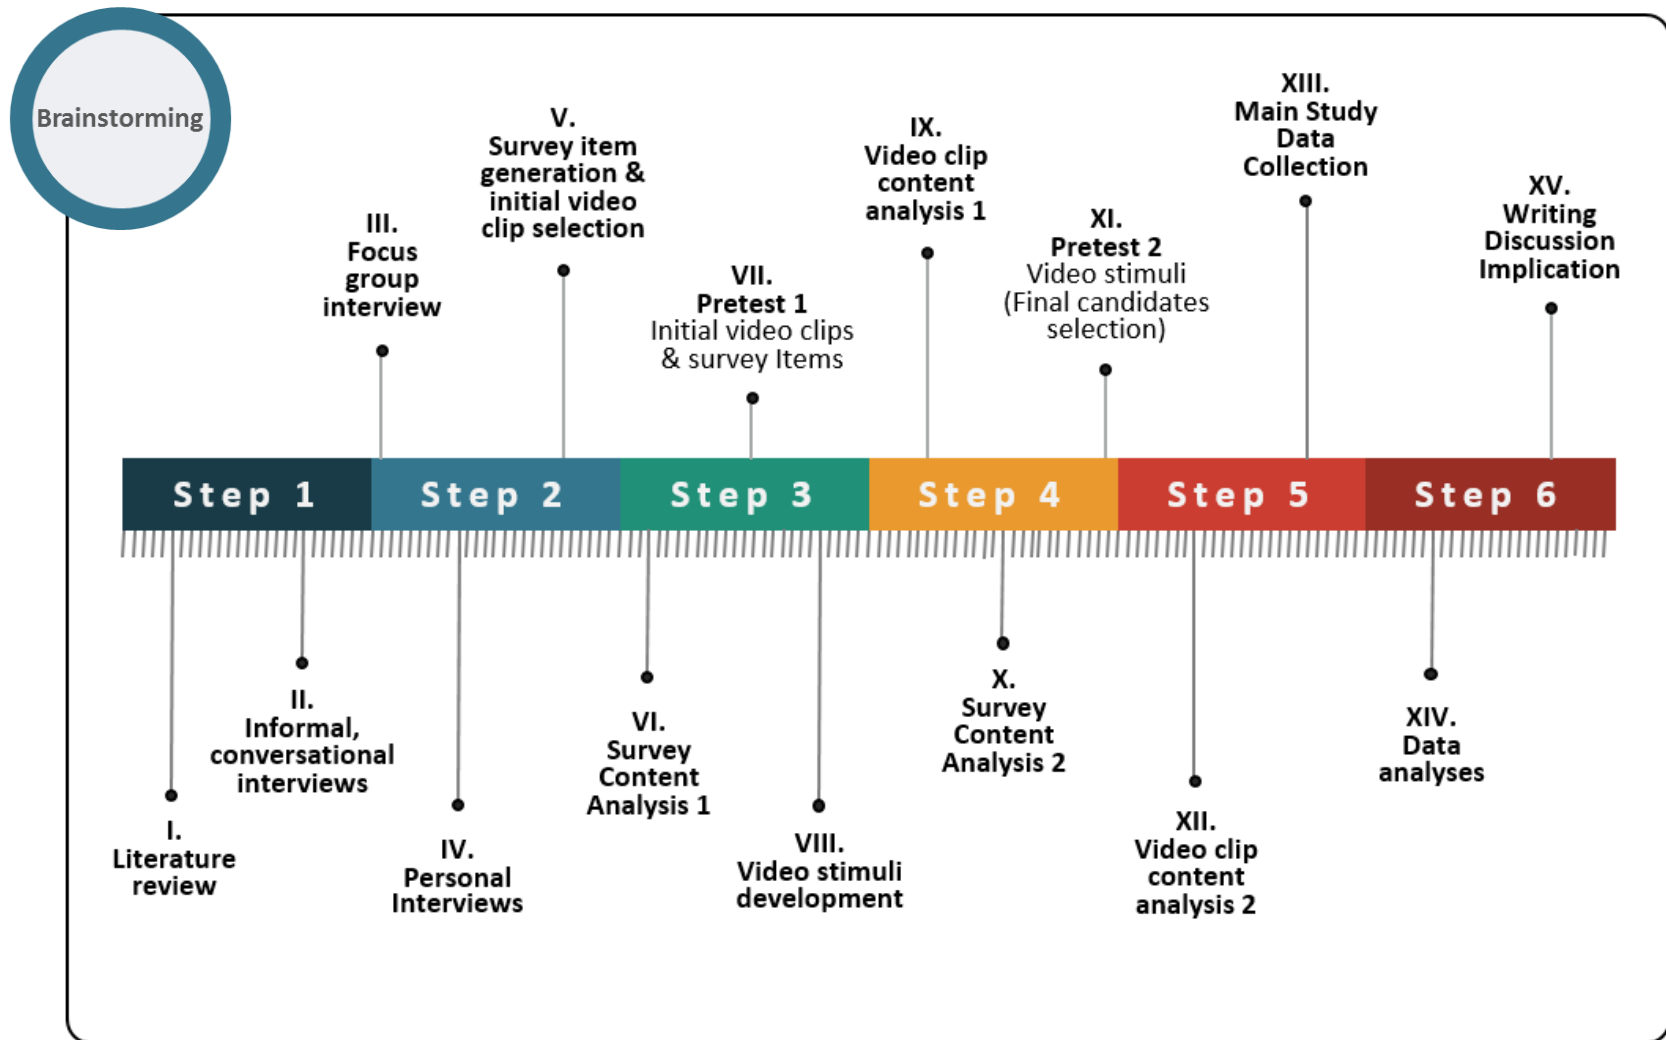 Brainstorming
I.
Literature
review
II.
Informal,
conversational
interviews
III.
Focus
group
interview
IV.
Personal
Interviews
V.
Survey item
generation &
initial video
clip selection
VI.
Survey
Content
Analysis 1
VII.
Pretest 1
Initial video clips
& survey Items
VIII.
Video stimuli
development
IX.
Video clip
content
analysis 1
X.
Survey
Content
Analysis 2
XI.
Pretest 2
Video stimuli
(Final candidates
selection)
XII.
Video clip
content
analysis 2
XIII.
Main Study
Data
Collection
XIV.
Data
analyses
XV.
Writing
Discussion
Implication
Step 1
Step 2
Step 3
Step 4
Step 5
Step 6